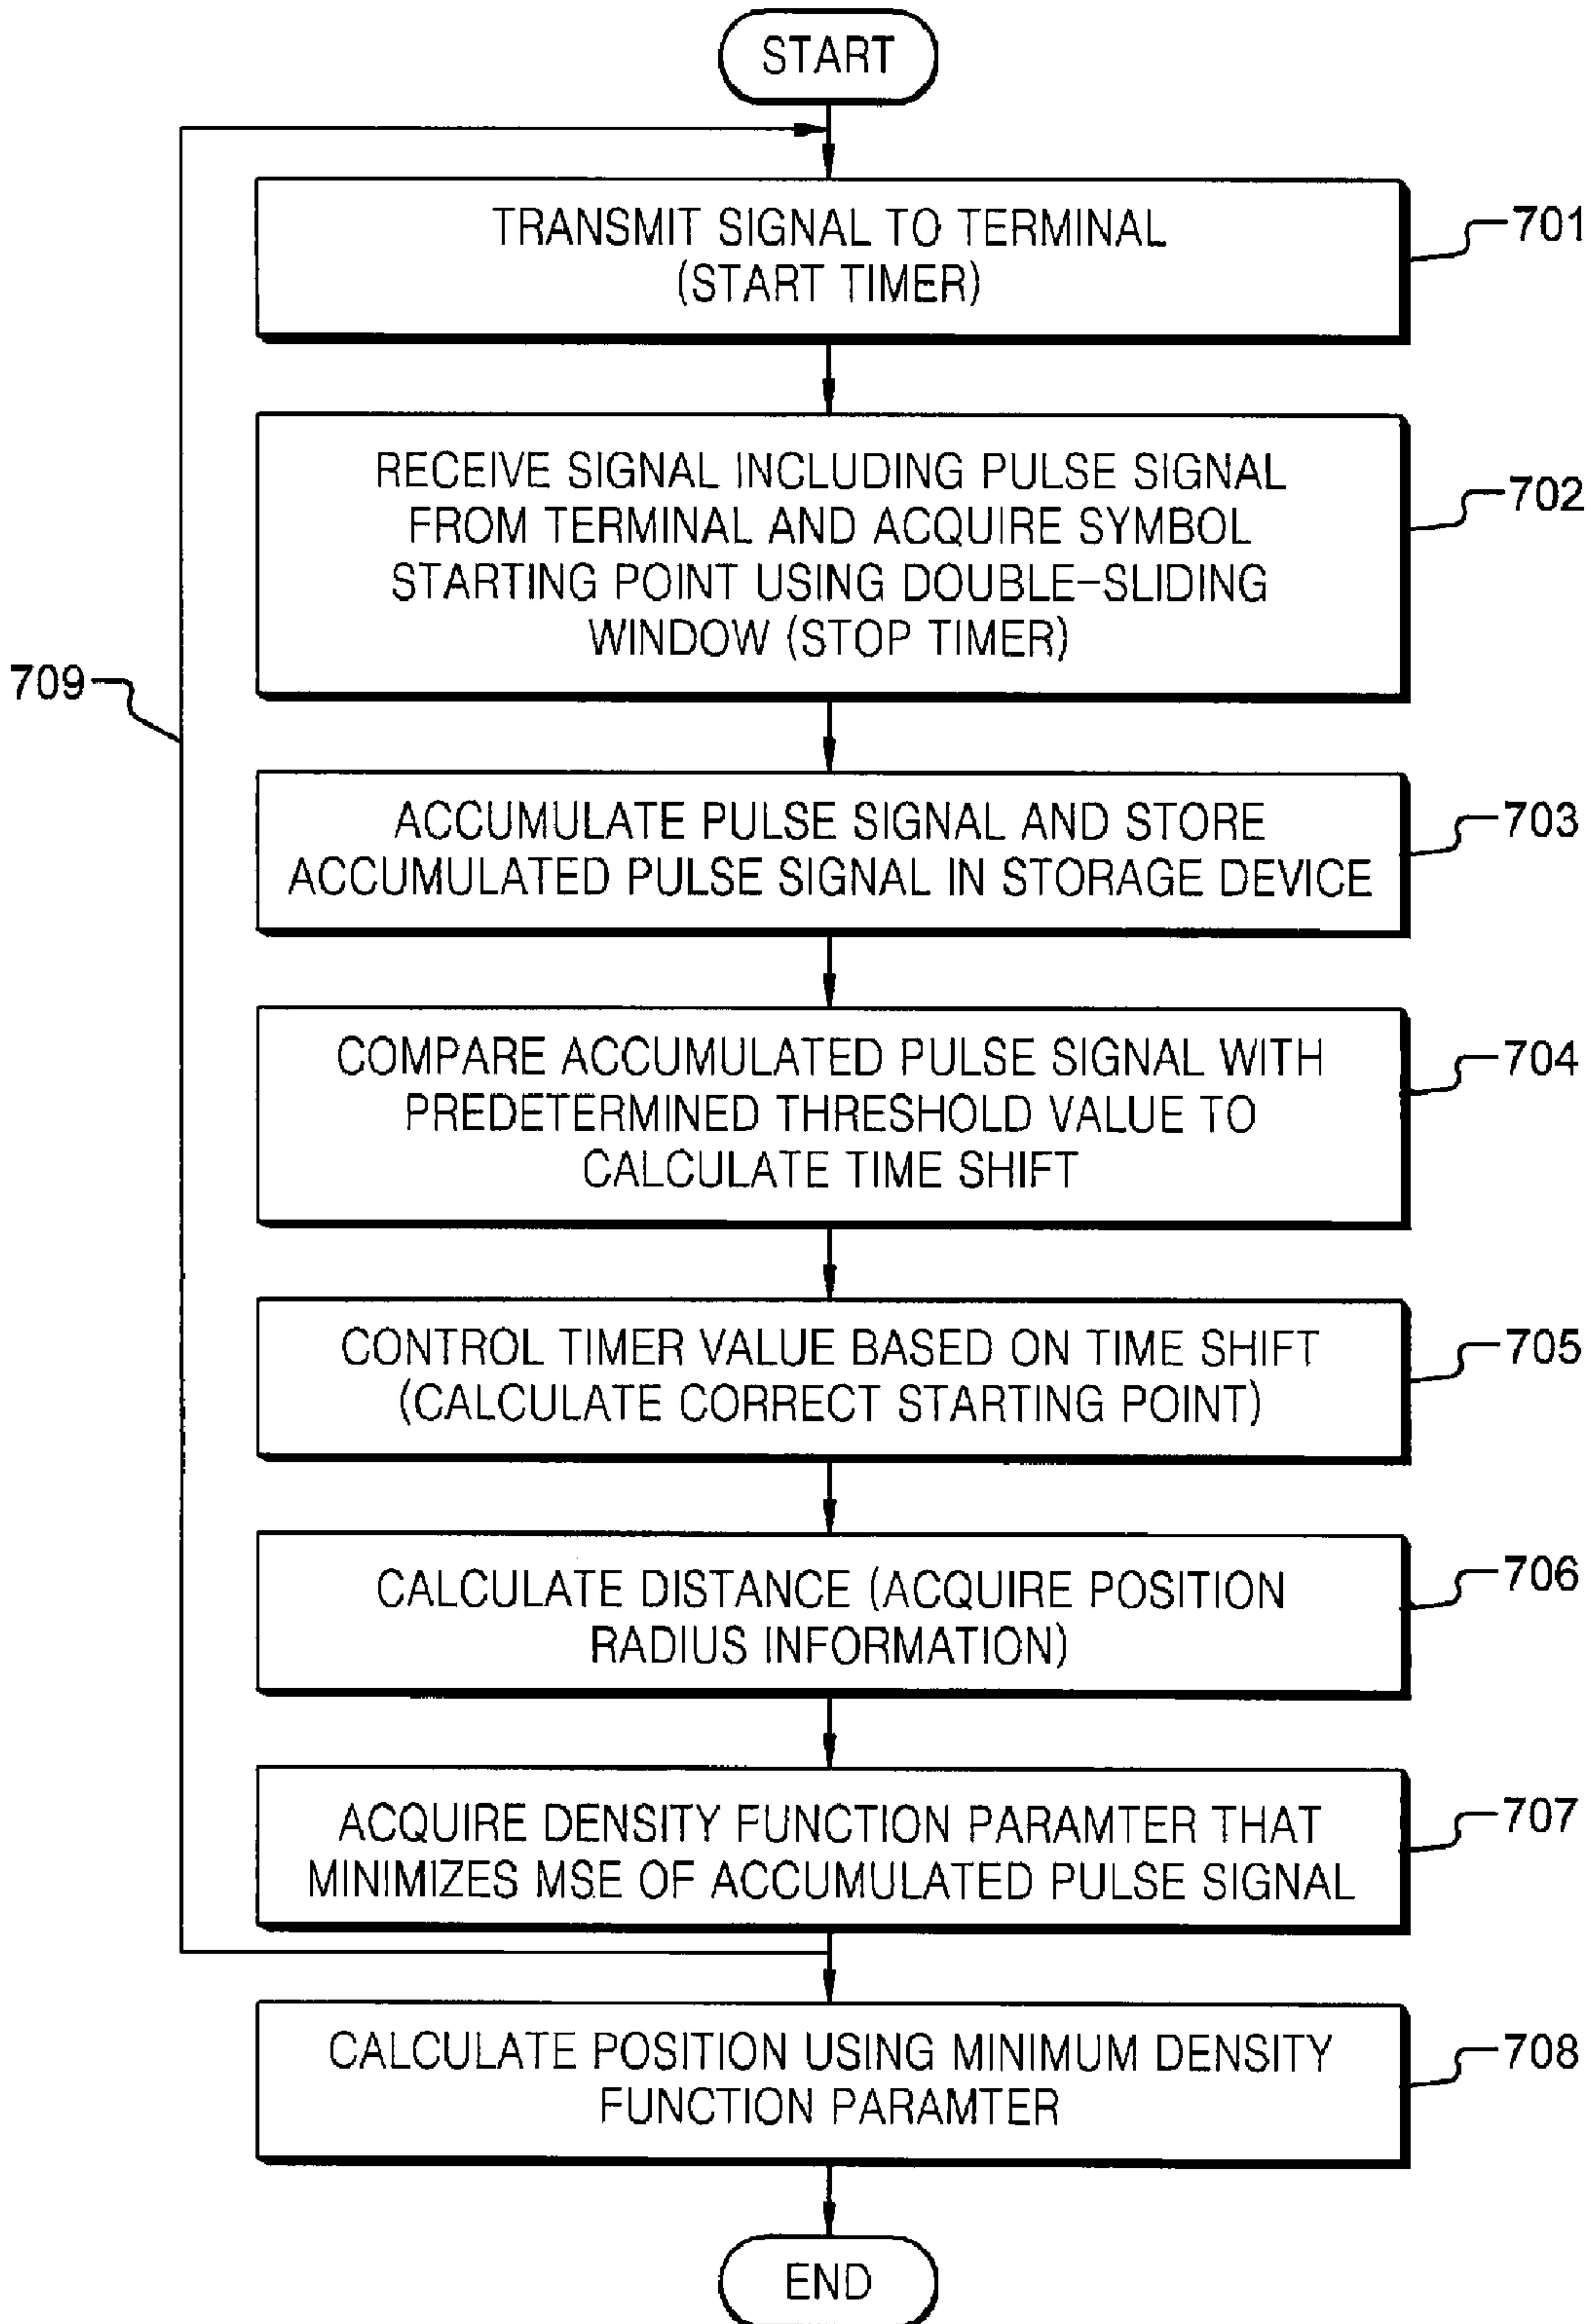 START
TRANSMIT SIGNAL TO TERMINAL
(START TIMER)
701
RECEIVE SIGNAL INCLUDING PULSE SIGNAL
FROM TERMINAL AND ACQUIRE SYMBOL
STARTING POINT USING DOUBLE-SLIDING
WINDOW (STOP TIMER)
702
709
ACCUMULATE PULSE SIGNAL AND STORE
ACCUMULATED PULSE SIGNAL IN STORAGE DEVICE
703
COMPARE ACCUMULATED PULSE SIGNAL WITH
PREDETERMINED THRESHOLD VALUE TO
CALCULATE TIME SHIFT
704
CONTROL TIMER VALUE BASED ON TIME SHIFT
(CALCULATE CORRECT STARTING POINT)
705
CALCULATE DISTANCE (ACQUIRE POSITION
RADIUS INFORMATION)
706
ACQUIRE DENSITY FUNCTION PARAMTER THAT
MINIMIZES MSE OF ACCUMULATED PULSE SIGNAL
707
CALCULATE POSITION USING MINIMUM DENSITY
FUNCTION PARAMTER
708
END